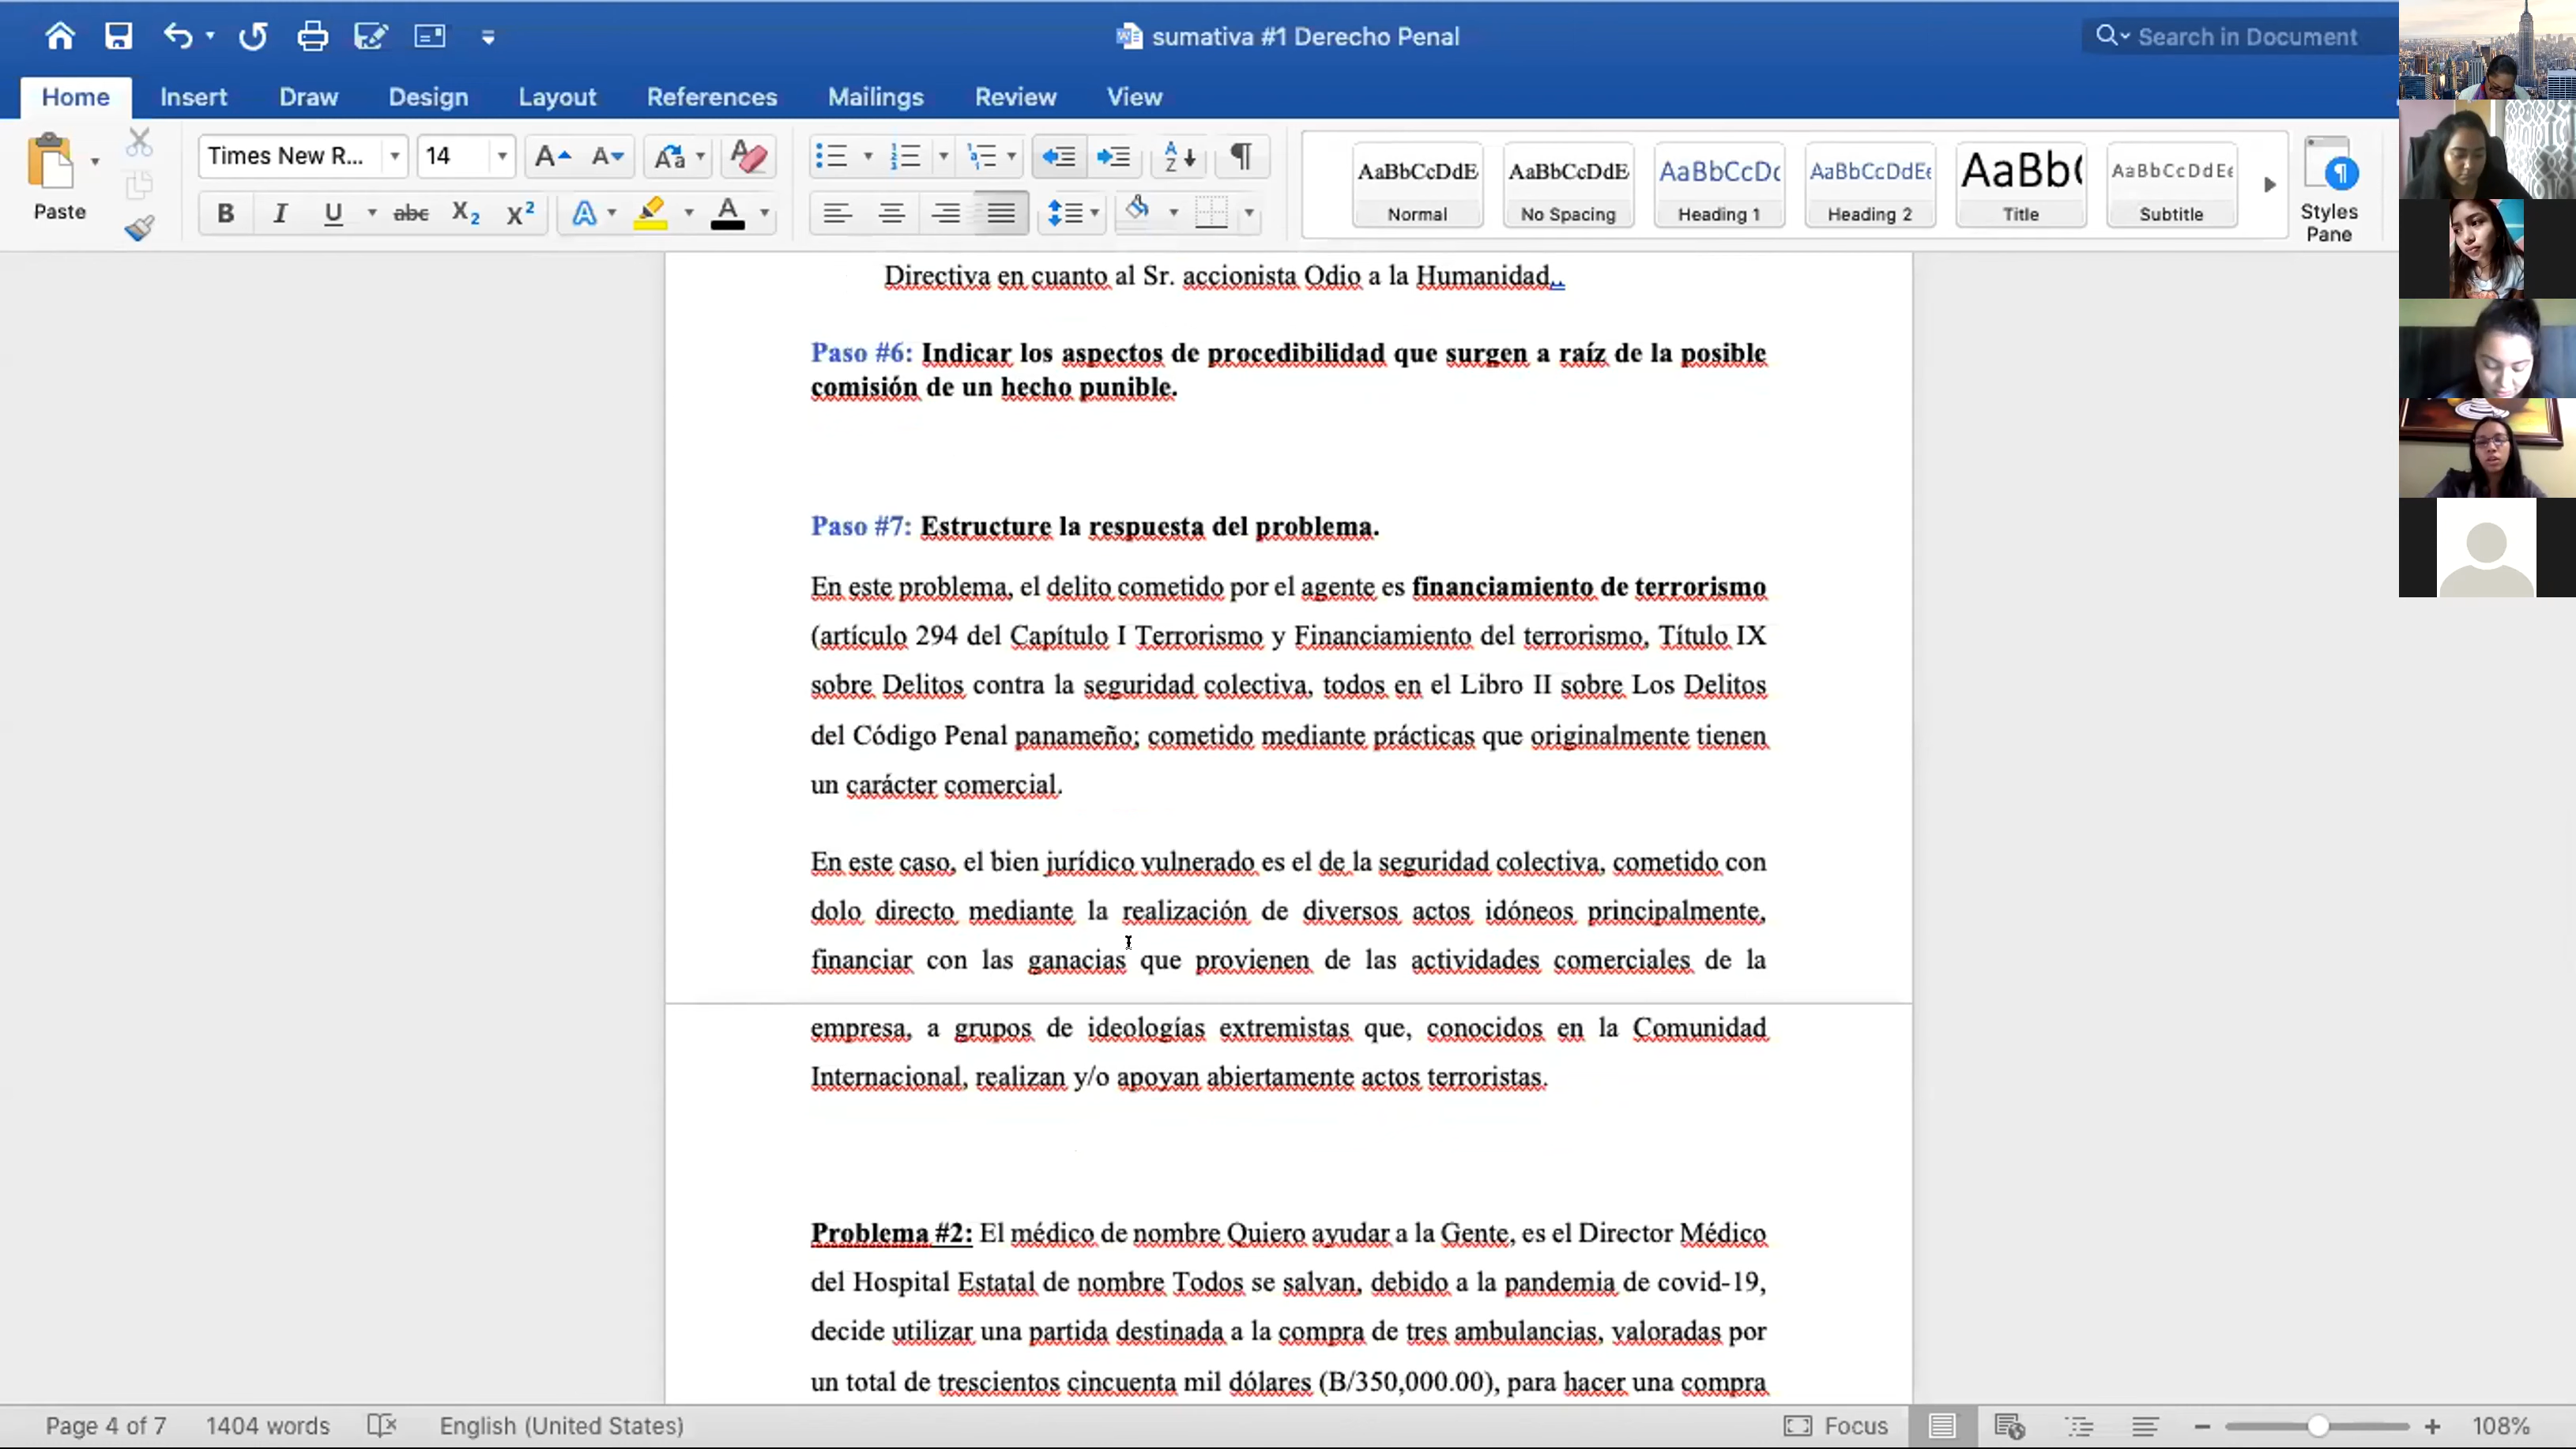 sumativa #1 Derecho Penal
Search in Document
Home Insert Draw Design Layout References Mailings Review View
Paste
Times New R... 14
AaBbCcDdE AaBbCcDdE AaBbCcDc AaBbCcDdEe AaBb( AaBbCcDdEe
Normal No Spacing Heading 1 Heading 2 Title Subtitle
Styles
Pane
Directiva en cuanto al Sr. accionista Odio a la Humanidad..
Paso #6: Indicar los aspectos de procedibilidad que surgen a raíz de la posible
comisión de un hecho punible.
Paso #7: Estructure la respuesta del problema.
En este problema, el delito cometido por el agente es financiamiento de terrorismo
(artículo 294 del Capítulo I Terrorismo y Financiamiento del terrorismo, Título IX
sobre Delitos contra la seguridad colectiva, todos en el Libro II sobre Los Delitos
del Código Penal panameño; cometido mediante prácticas que originalmente tienen
un carácter comercial.
En este caso, el bien jurídico vulnerado es el de la seguridad colectiva, cometido con
dolo directo mediante la realización de diversos actos idóneos principalmente,
financiar con las ganacias que provienen de las actividades comerciales de la
empresa, a grupos de ideologías extremistas que, conocidos en la Comunidad
Internacional, realizan y/o apoyan abiertamente actos terroristas.
Problema #2: El médico de nombre Quiero ayudar a la Gente, es el Director Médico
del Hospital Estatal de nombre Todos se salvan, debido a la pandemia de covid-19,
decide utilizar una partida destinada a la compra de tres ambulancias, valoradas por
un total de trescientos cincuenta mil dólares (B/350,000.00), para hacer una compra
Page 4 of 7 1404 words English (United States) Focus 108%